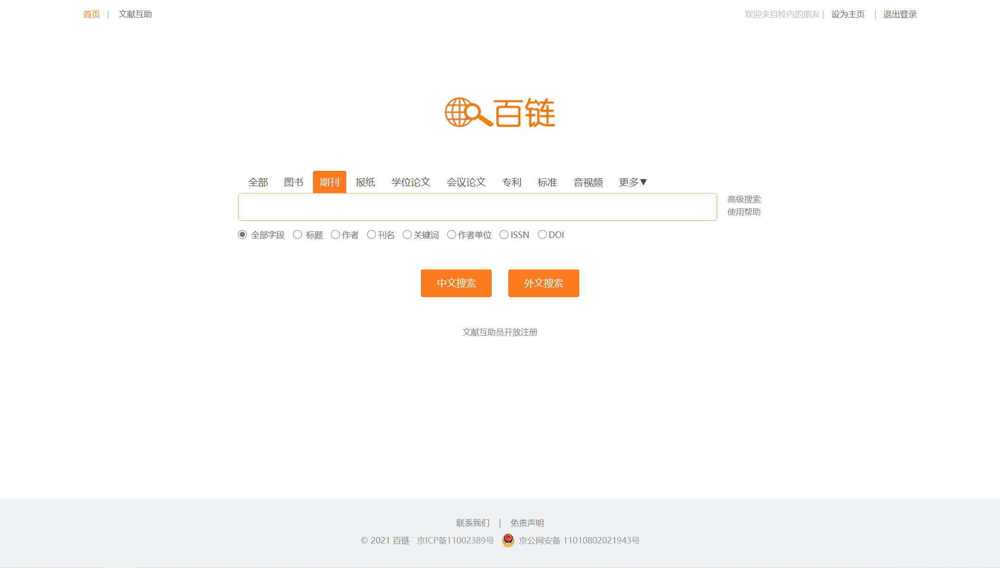 首页 | 文献互助
欢迎来自校内的朋友 | 设为主页 | 退出登录
百链
全部 图书 期刊 报纸 学位论文 会议论文 专利 标准 音视频 更多▼
高级搜索
使用帮助
全部字段 标题 作者 刊名 关键词 作者单位 ISSN DOI
中文搜索 外文搜索
文献互助员开放注册
联系我们 | 免责声明
© 2021 百链 京ICP备11002389号 京公网安备 11010802021943号